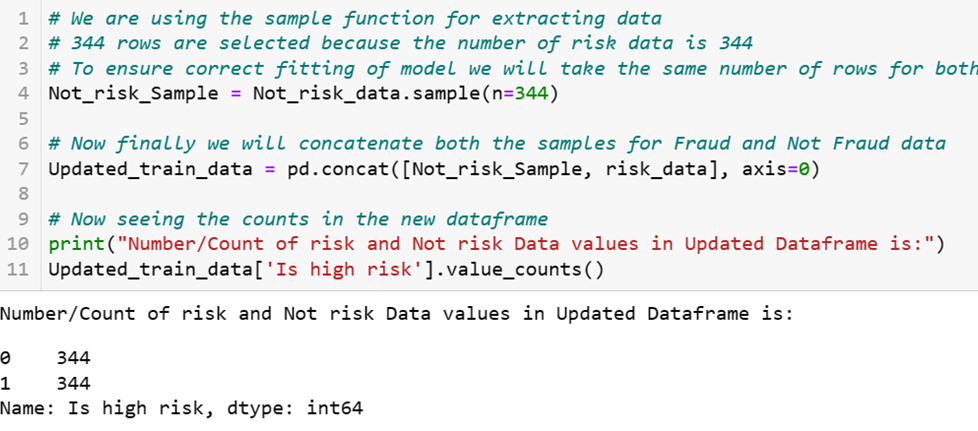 1 # We are using the sample function for extracting data
2 # 344 rows are selected because the number of risk data is 344
3 # To ensure correct fitting of model we will take the same number of rows for both
4 Not_risk_Sample = Not_risk_data.sample(n=344)
5
6 # Now finally we will concatenate both the samples for Fraud and Not Fraud data
7 Updated_train_data = pd.concat([Not_risk_Sample, risk_data], axis=0)
8
9 # Now seeing the counts in the new dataframe
10 print("Number/Count of risk and Not risk Data values in Updated Dataframe is:")
11 Updated_train_data['Is high risk'].value_counts()
Number/Count of risk and Not risk Data values in Updated Dataframe is:
0 344
1 344
Name: Is high risk, dtype: int64